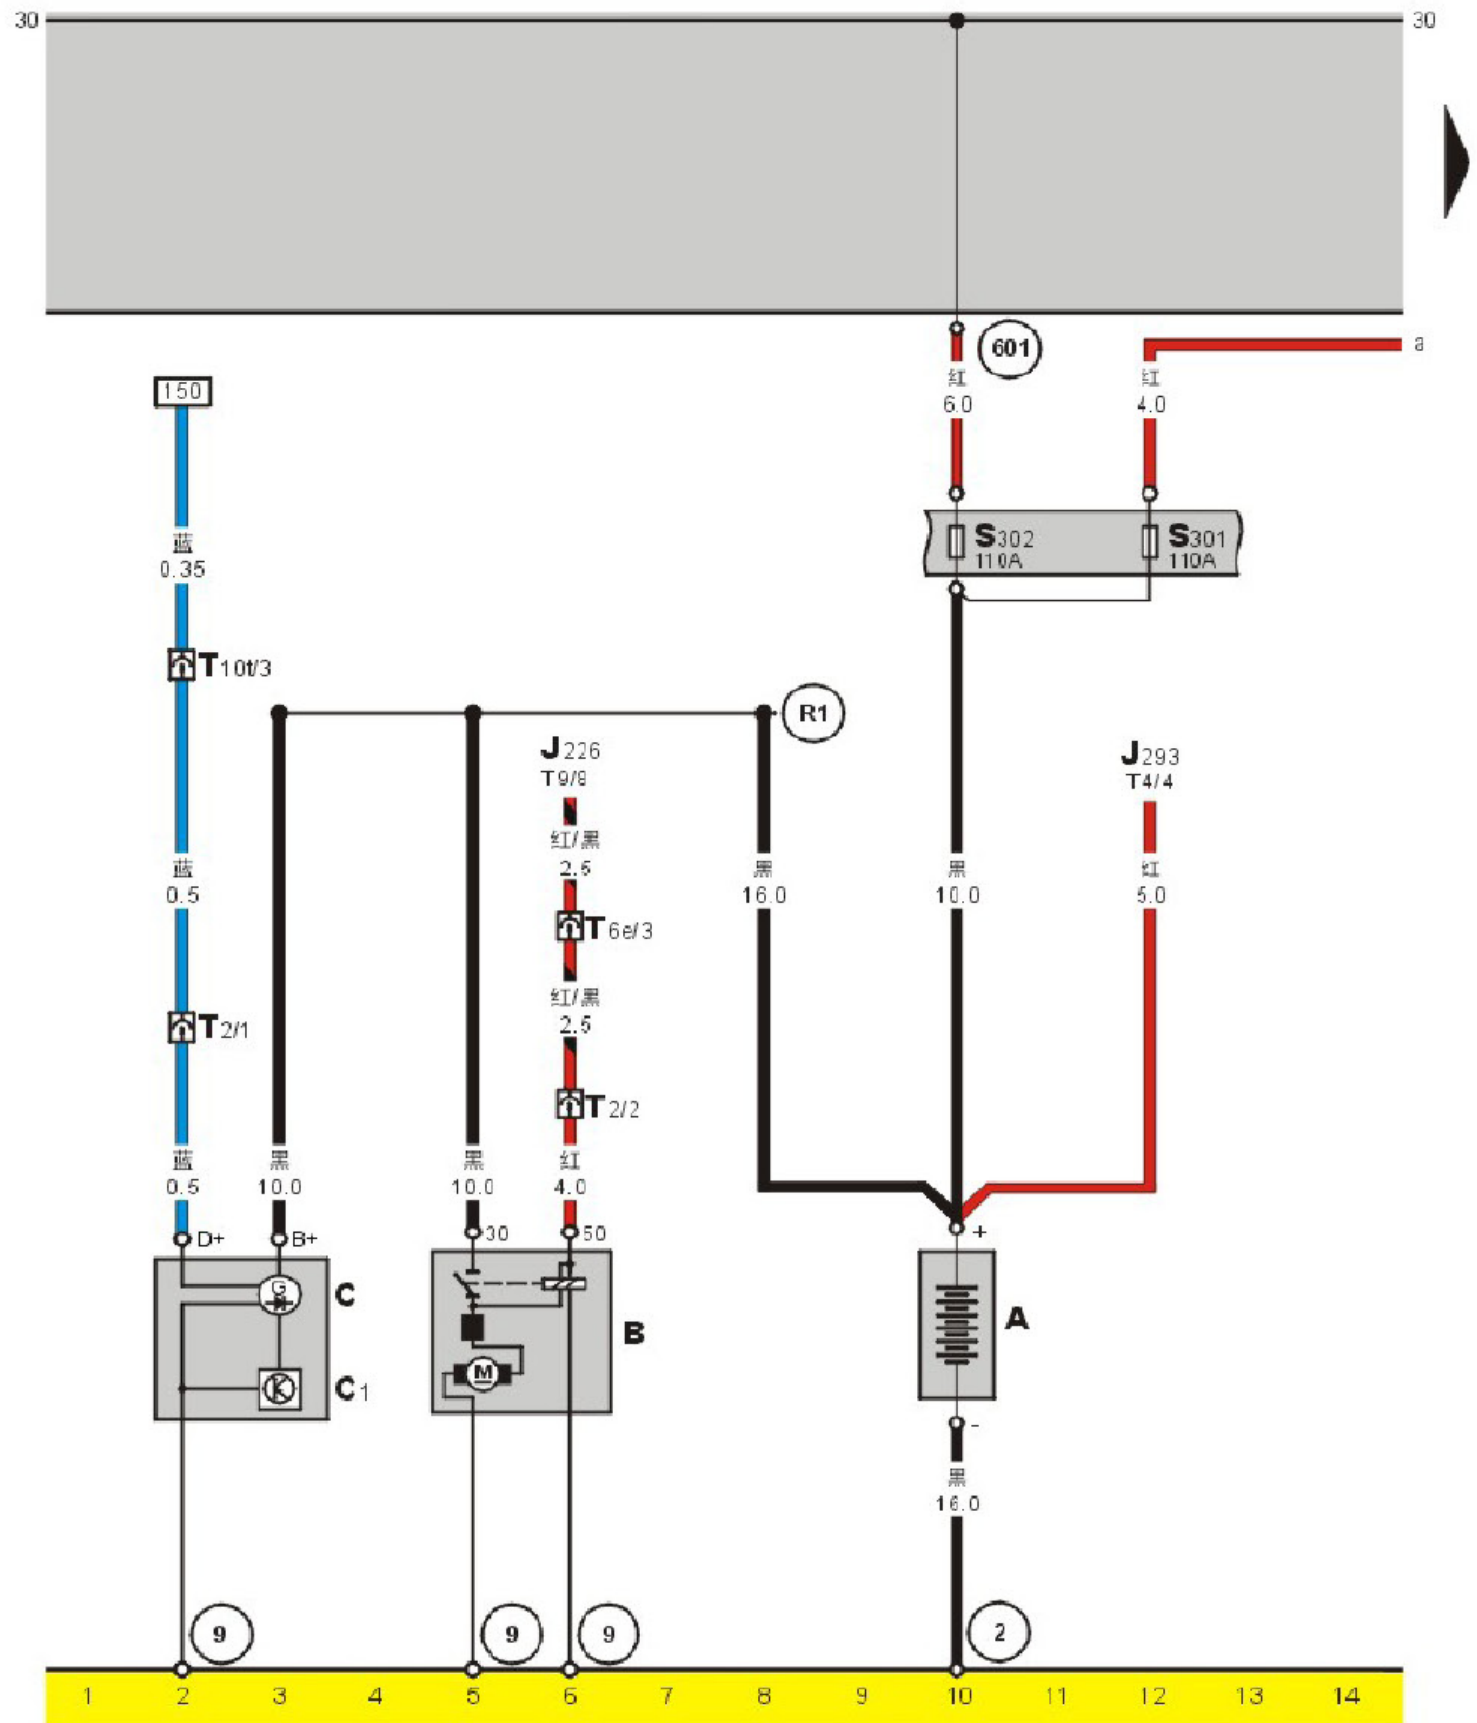 30 30
601 a
150
红 红
6.0 4.0
S302 S301
110A 110A
蓝
0.35
T10t/3
R1
J226 J293
T9/8 T4/4
红/黑
2.5
蓝 黑 黑 红
0.5 16.0 10.0 5.0
T6e/3
红/黑
2.5
T2/1
T2/2
蓝 黑 黑 红
0.5 10.0 10.0 4.0
D+ B+ 30 50 +
G C
M B A
K C1
-
黑
16.0
9 9 9 2
1 2 3 4 5 6 7 8 9 10 11 12 13 14